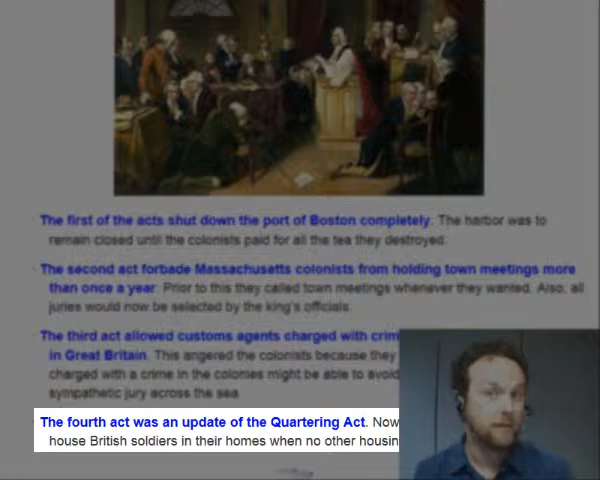 The first of the acts shut down the port of Boston completely. The harbor was to
remain closed until the colonists paid for all the tea they destroyed.
The second act forbade Massachusetts colonists from holding town meetings more
than once a year. Prior to this they called town meetings whenever they wanted. Also, all
juries would now be selected by the king's officials.
The third act allowed customs agents charged with crim
in Great Britain. This angered the colonists because they
charged with a crime in the colonies might be able to avoid
sympathetic jury across the sea
The fourth act was an update of the Quartering Act. Now
house British soldiers in their homes when no other housin